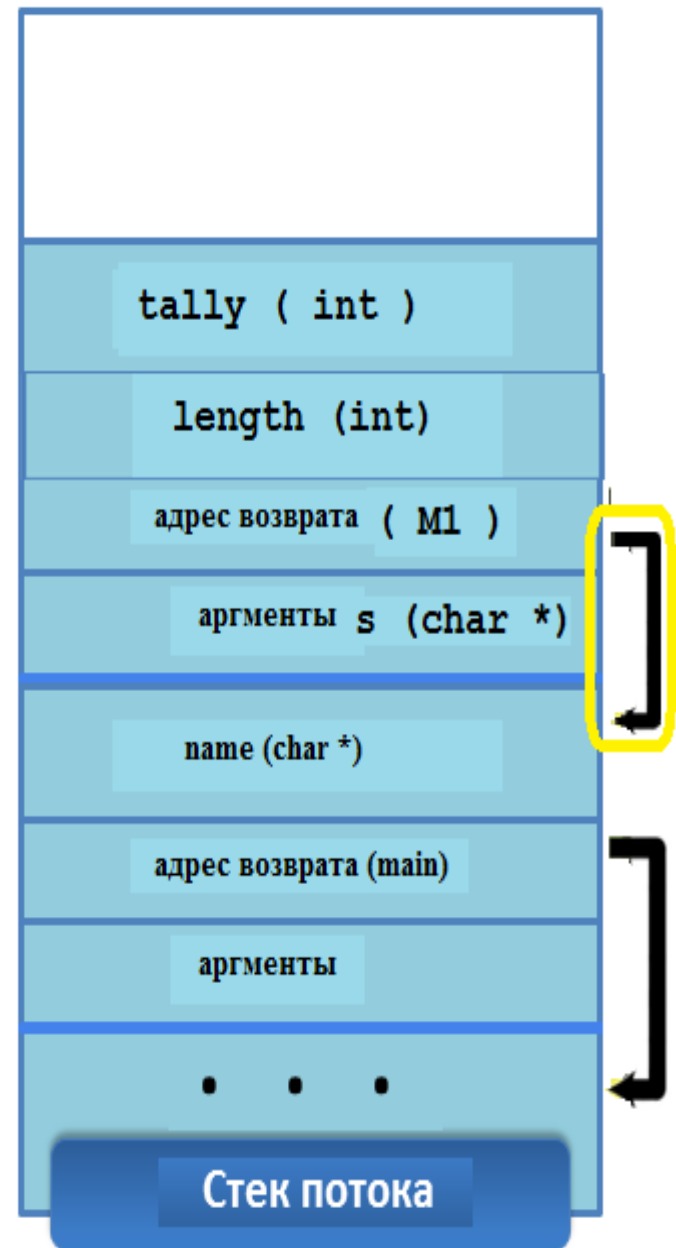 tally ( int )
length (int)
адрес возврата ( M1 )
аргменты s (char *)
name (char *)
адрес возврата (main)
аргменты
. . .
Стек потока